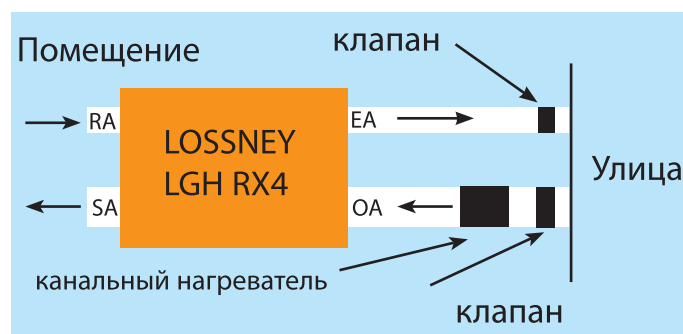 Помещение
клапан
RA
EA
LOSSNEY
LGH RX4
Улица
SA
OA
канальный нагреватель
клапан